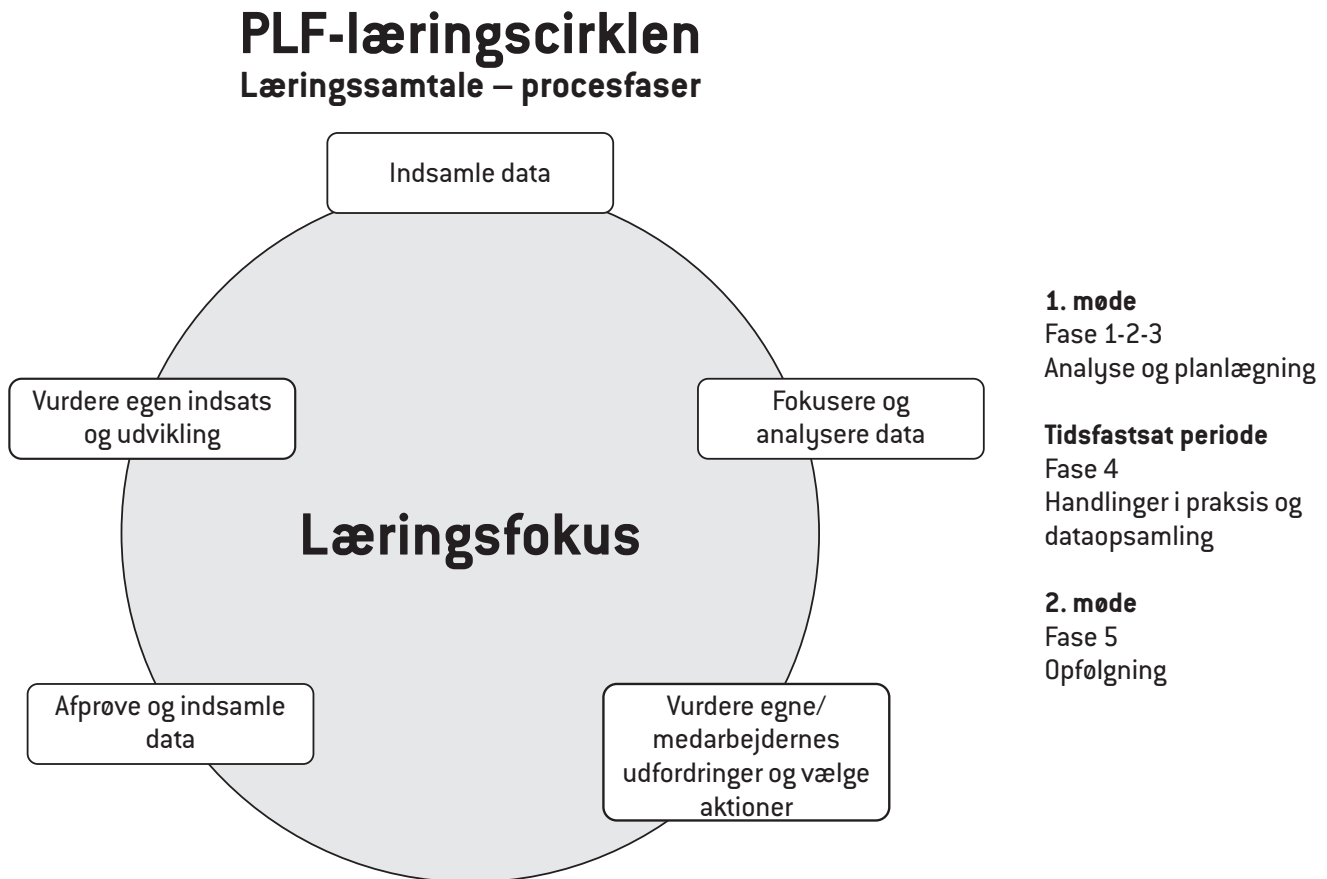 PLF-læringscirklen
Læringssamtale – procesfaser
Indsamle data
Fokusere og
analysere data
Vurdere egne/
medarbejdernes
udfordringer og vælge
aktioner
Afprøve og indsamle
data
Vurdere egen indsats
og udvikling
Læringsfokus
1. møde
Fase 1-2-3
Analyse og planlægning
Tidsfastsat periode
Fase 4
Handlinger i praksis og
dataopsamling
2. møde
Fase 5
Opfølgning